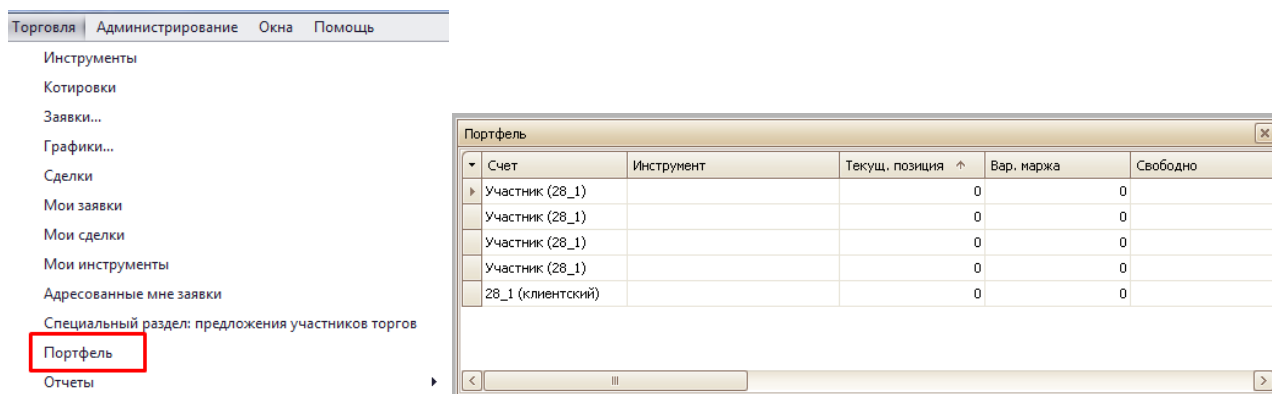 Торговля Администрирование Окна Помощь
Инструменты
Котировки
Заявки...
Графики...
Сделки
Мои заявки
Мои сделки
Мои инструменты
Адресованные мне заявки
Специальный раздел: предложения участников торгов
Портфель
Отчеты
Портфель
Счет Инструмент Текущ. позиция Вар. маржа Свободно
Участник (28_1) 0 0
Участник (28_1) 0 0
Участник (28_1) 0 0
Участник (28_1) 0 0
28_1 (клиентский) 0 0